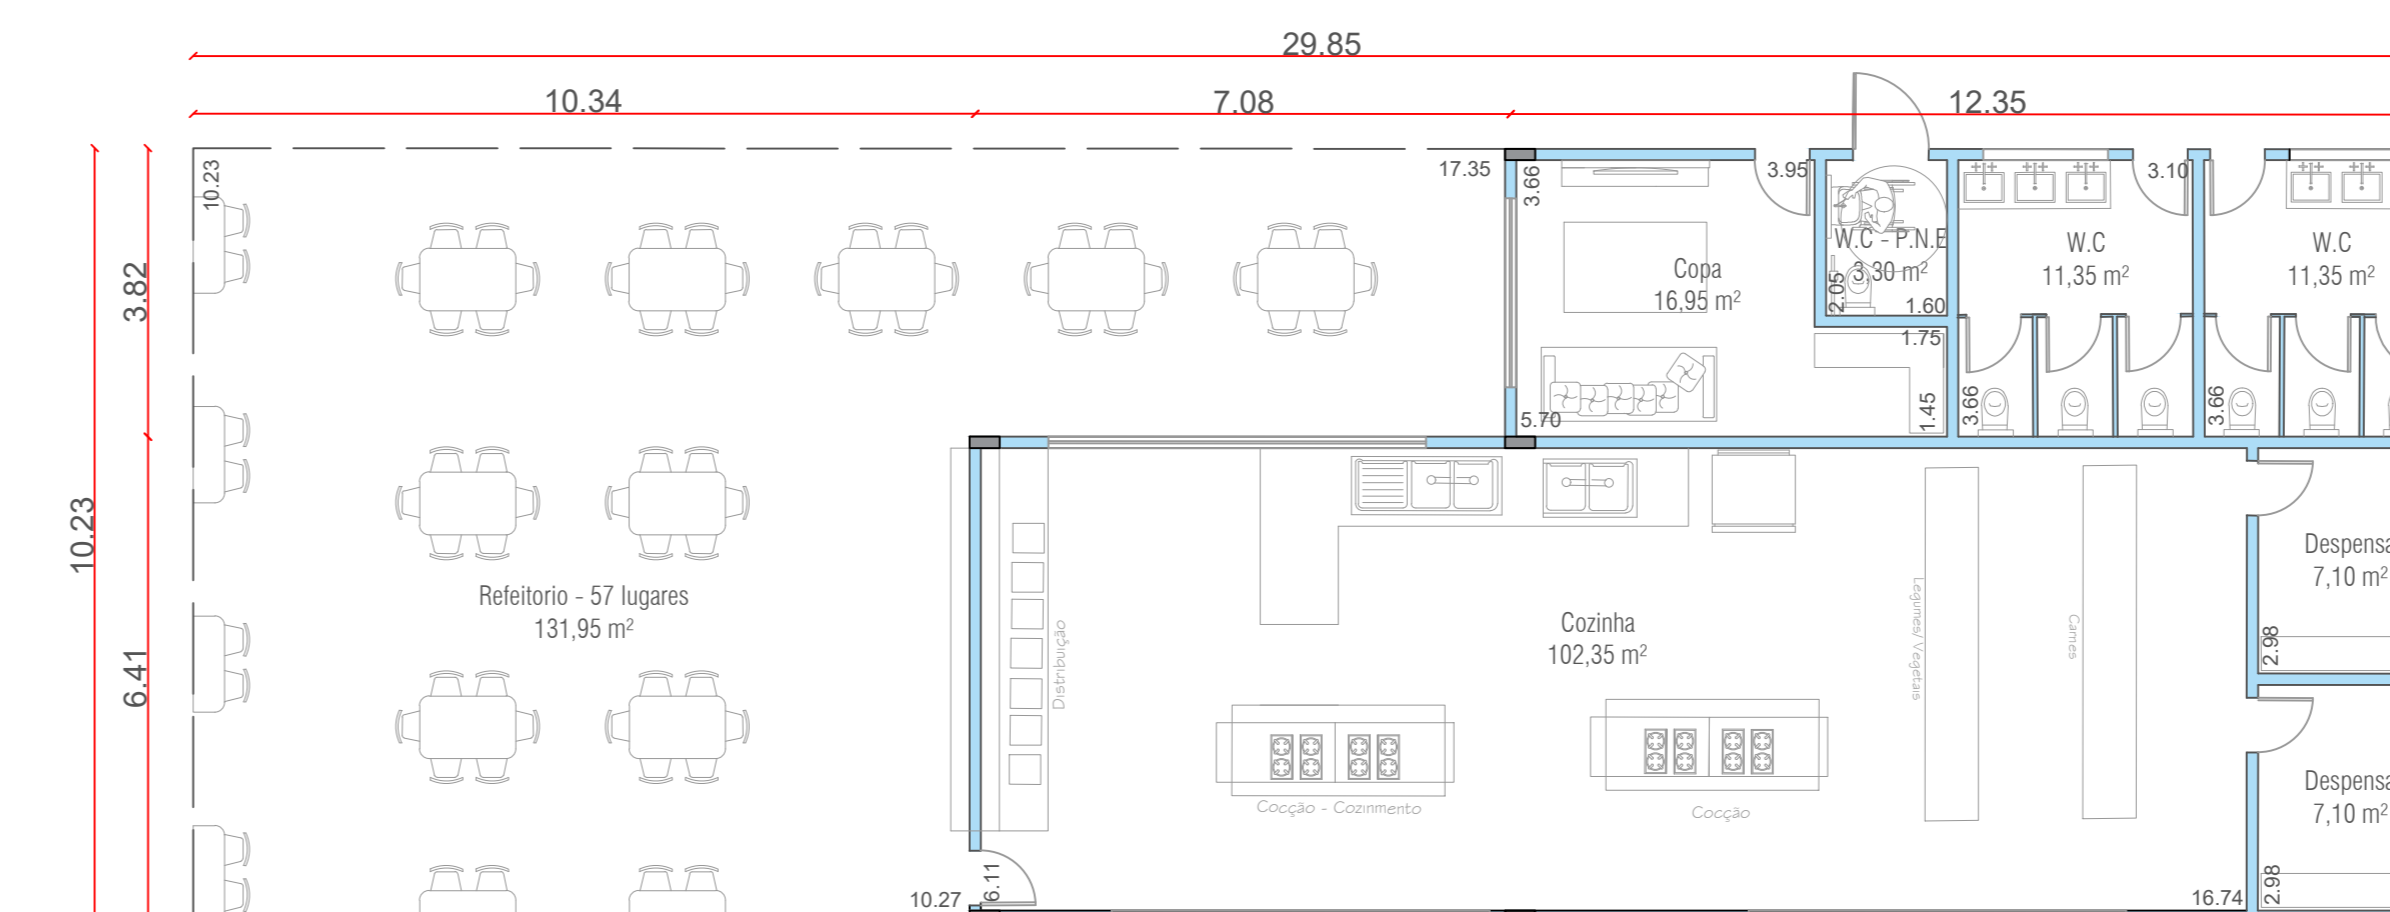 29.85
10.34
7.08
12.35
10.23
17.35
3.66
3.95
3.10
W.C - P.N.E
3,30 m²
2.05
1.60
W.C
11,35 m²
W.C
11,35 m²
Copa
16,95 m²
3.82
1.75
1.45
5.70
3.66
3.66
10.23
6.41
Refeitorio - 57 lugares
131,95 m²
Distribuição
Cozinha
102,35 m²
Legumes/Vegetais
Carnes
Despensa
7,10 m²
2.98
Despensa
7,10 m²
2.98
Cocção - Cozinmento
Cocção
10.27
6.11
16.74